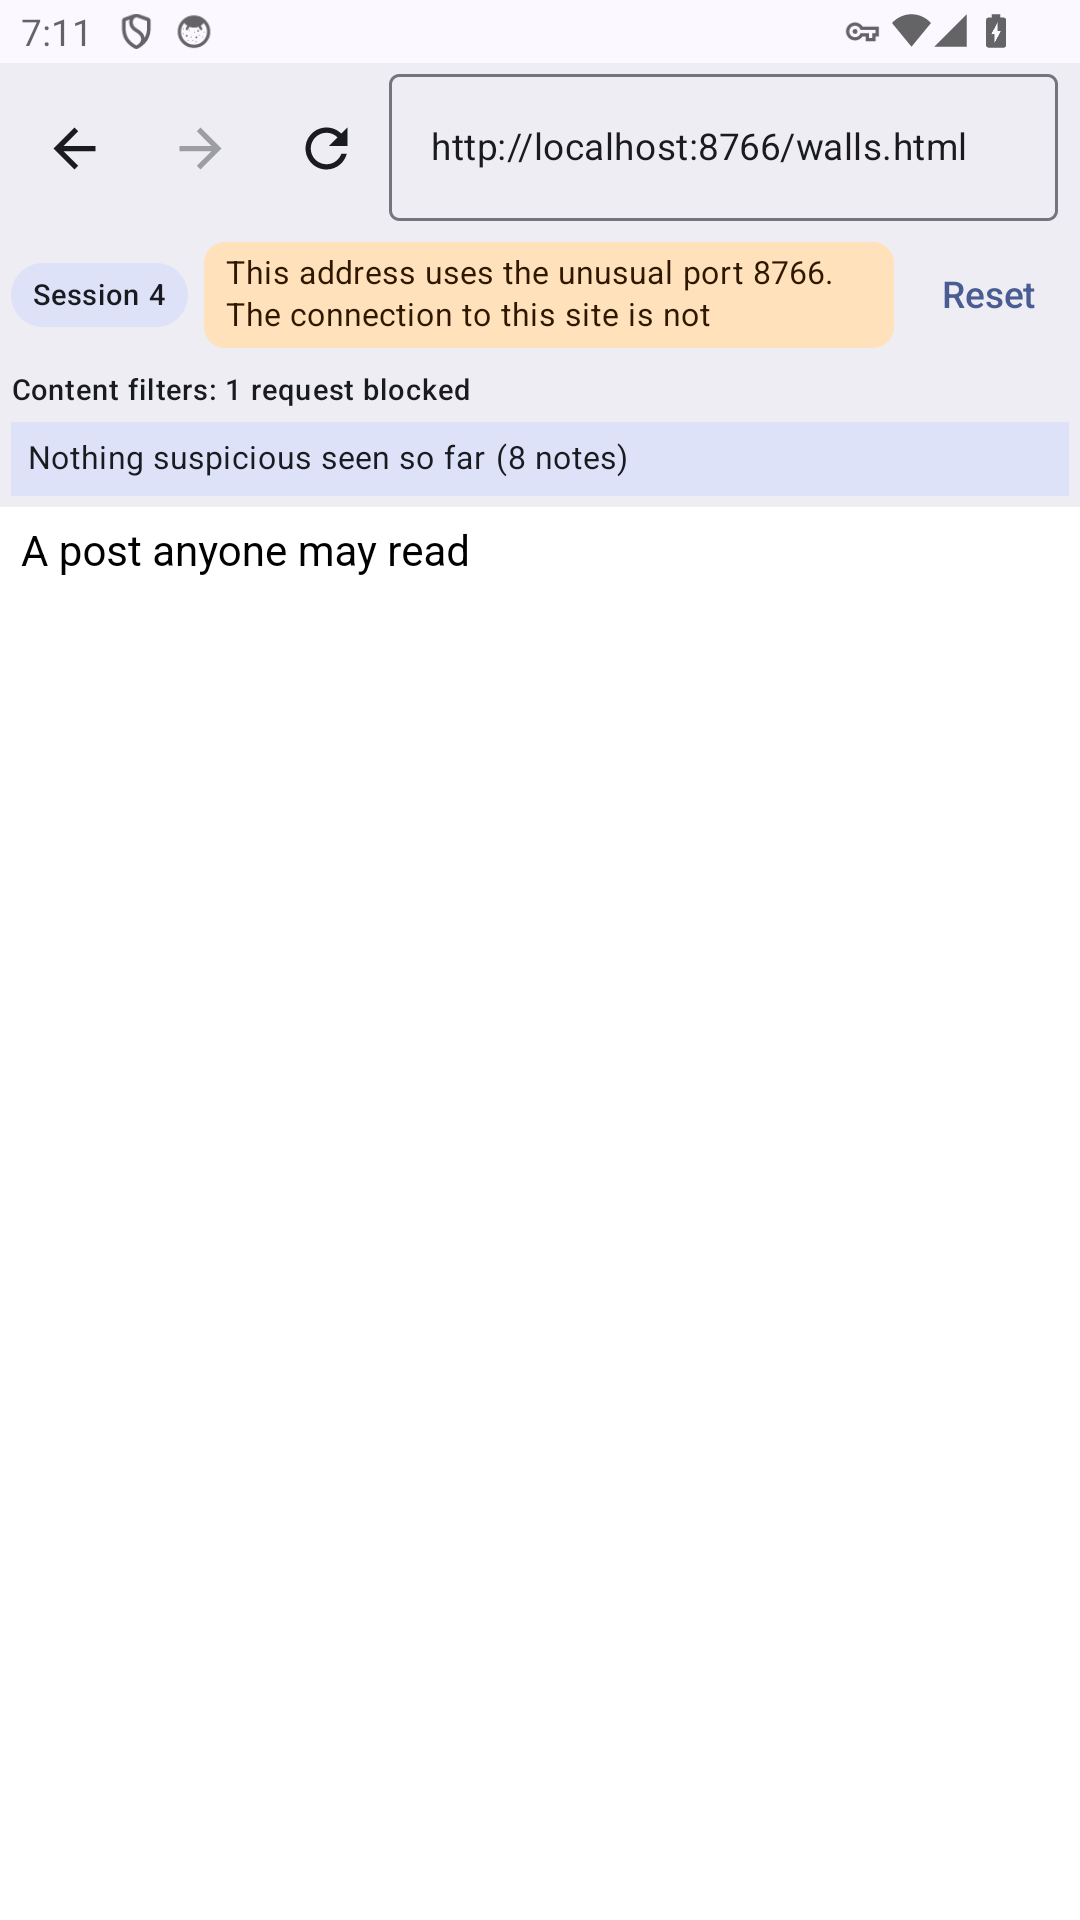 7:11
http://localhost:8766/walls.html
Session 4
This address uses the unusual port 8766.
The connection to this site is not
Reset
Content filters: 1 request blocked
Nothing suspicious seen so far (8 notes)
A post anyone may read